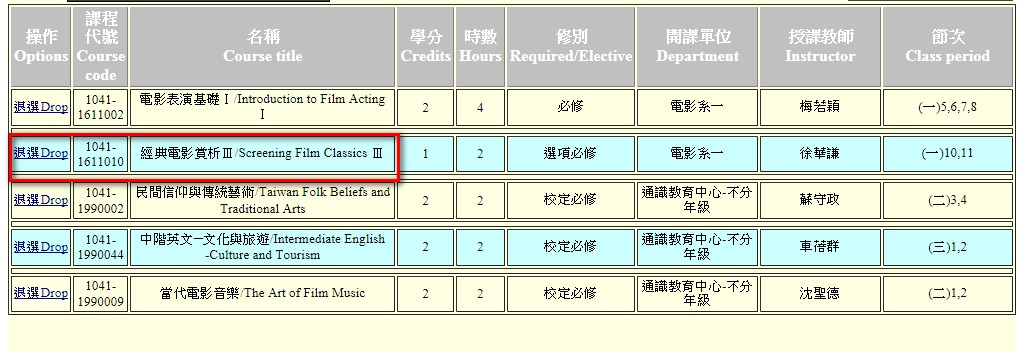 操作 Options
課程代號 Course code
名稱 Course title
學分 Credits
時數 Hours
修別 Required/Elective
開課單位 Department
授課教師 Instructor
節次 Class period
退選Drop 1041-1611002 電影表演基礎Ⅰ/Introduction to Film Acting Ⅰ 2 4 必修 電影系一 梅若穎 (一)5,6,7,8
退選Drop 1041-1611010 經典電影賞析Ⅲ/Screening Film Classics Ⅲ 1 2 選項必修 電影系一 徐華謙 (一)10,11
退選Drop 1041-1990002 民間信仰與傳統藝術/Taiwan Folk Beliefs and Traditional Arts 2 2 校定必修 通識教育中心-不分年級 蘇守政 (二)3,4
退選Drop 1041-1990044 中階英文─文化與旅遊/Intermediate English -Culture and Tourism 2 2 校定必修 通識教育中心-不分年級 車蓓群 (三)1,2
退選Drop 1041-1990009 當代電影音樂/The Art of Film Music 2 2 校定必修 通識教育中心-不分年級 沈聖德 (二)1,2